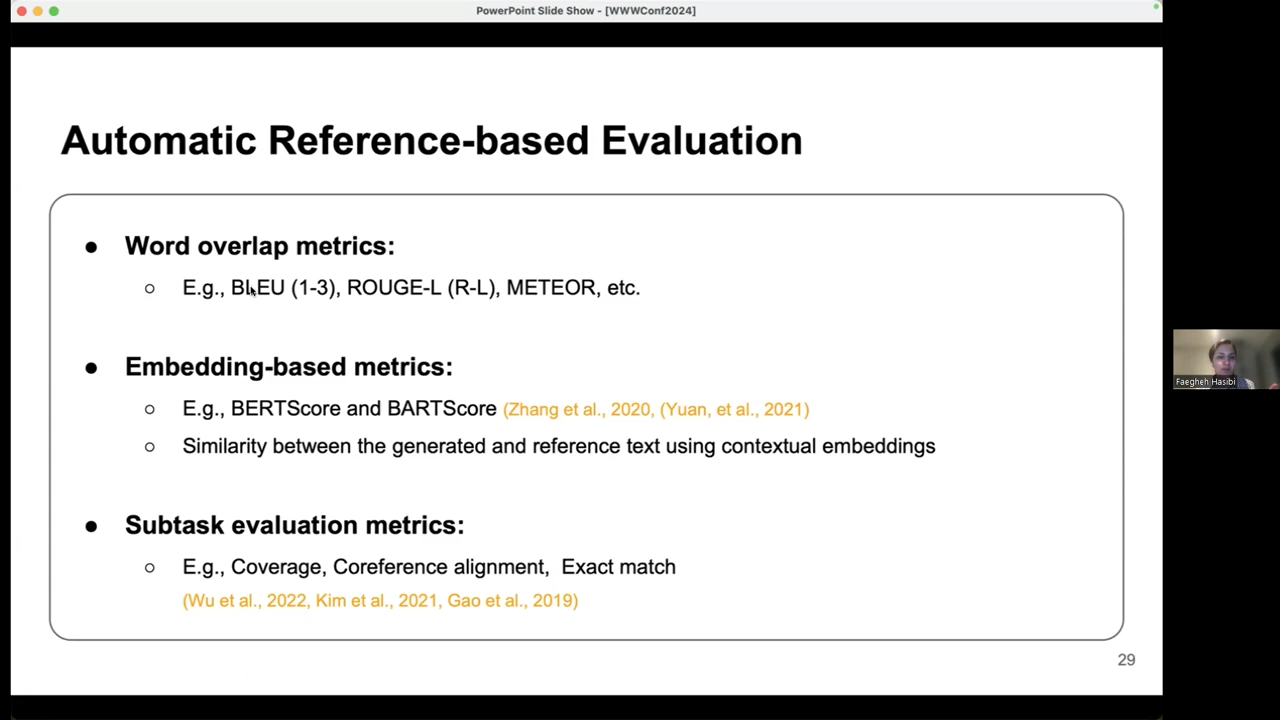 PowerPoint Slide Show - [WWWConf2024]
Automatic Reference-based Evaluation
● Word overlap metrics:
○ E.g., BLEU (1-3), ROUGE-L (R-L), METEOR, etc.
● Embedding-based metrics:
○ E.g., BERTScore and BARTScore (Zhang et al., 2020, (Yuan, et al., 2021)
○ Similarity between the generated and reference text using contextual embeddings
● Subtask evaluation metrics:
○ E.g., Coverage, Coreference alignment, Exact match
(Wu et al., 2022, Kim et al., 2021, Gao et al., 2019)
29
Faegheh Hasibi